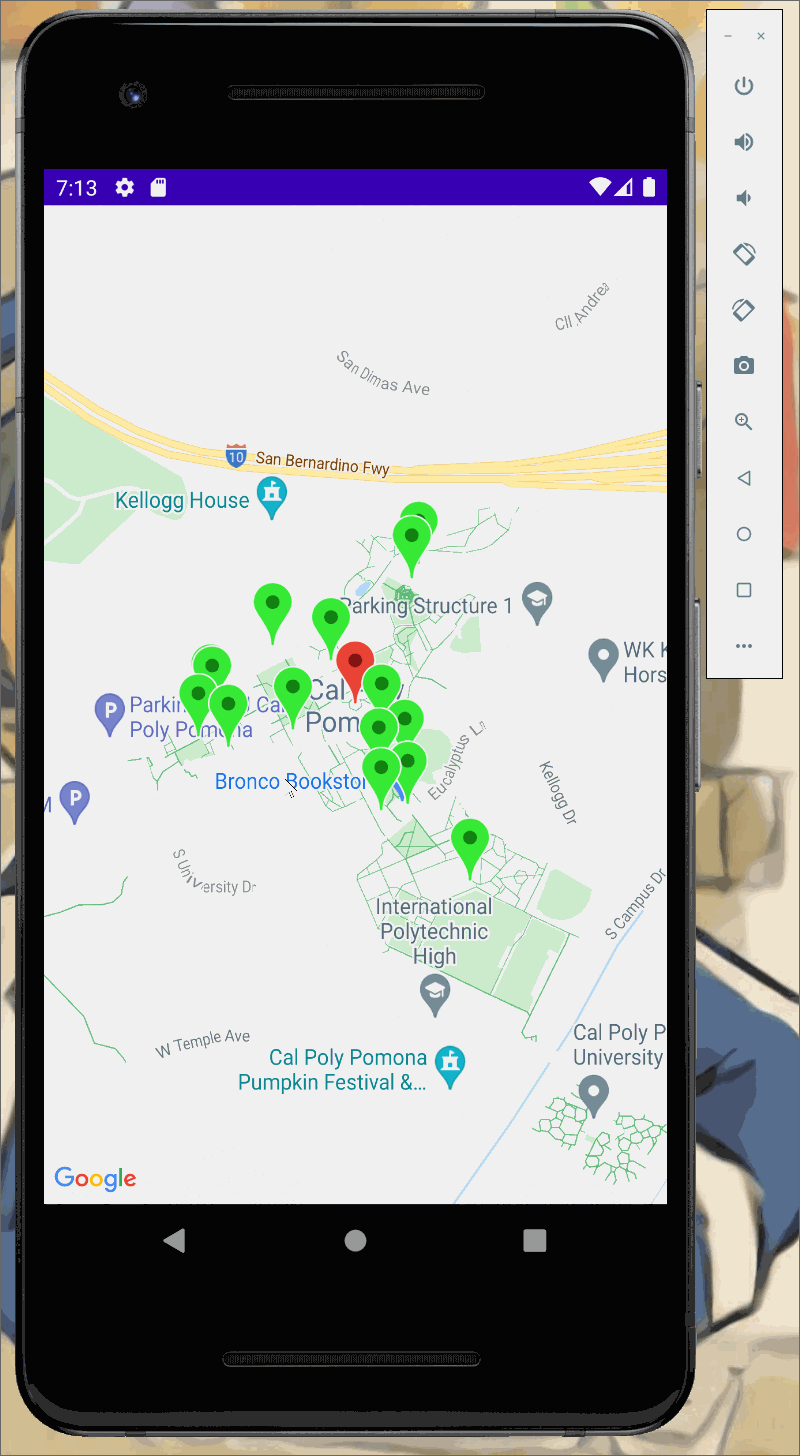 7:13
Cll Andrea
San Dimas Ave
10
San Bernardino Fwy
Kellogg House
Parking Structure 1
WK K
Hors
Cal
Pom
Poly Pomona
P
Bronco Bookstor
Eucalyptus Ln
Kellogg Dr
M
P
S University Dr
International
Polytechnic
High
S Campus Dr
W Temple Ave
Cal Poly Pomona
Pumpkin Festival &...
Cal Poly P
University
Google